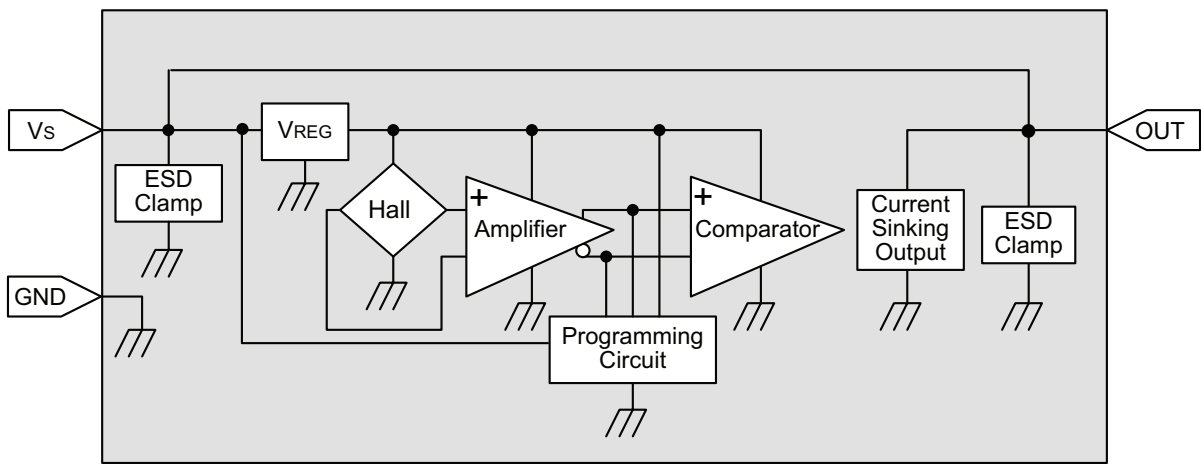 Vs
VREG
OUT
ESD
Clamp
Hall
+
Amplifier
+
Comparator
Current
Sinking
Output
ESD
Clamp
GND
Programming
Circuit